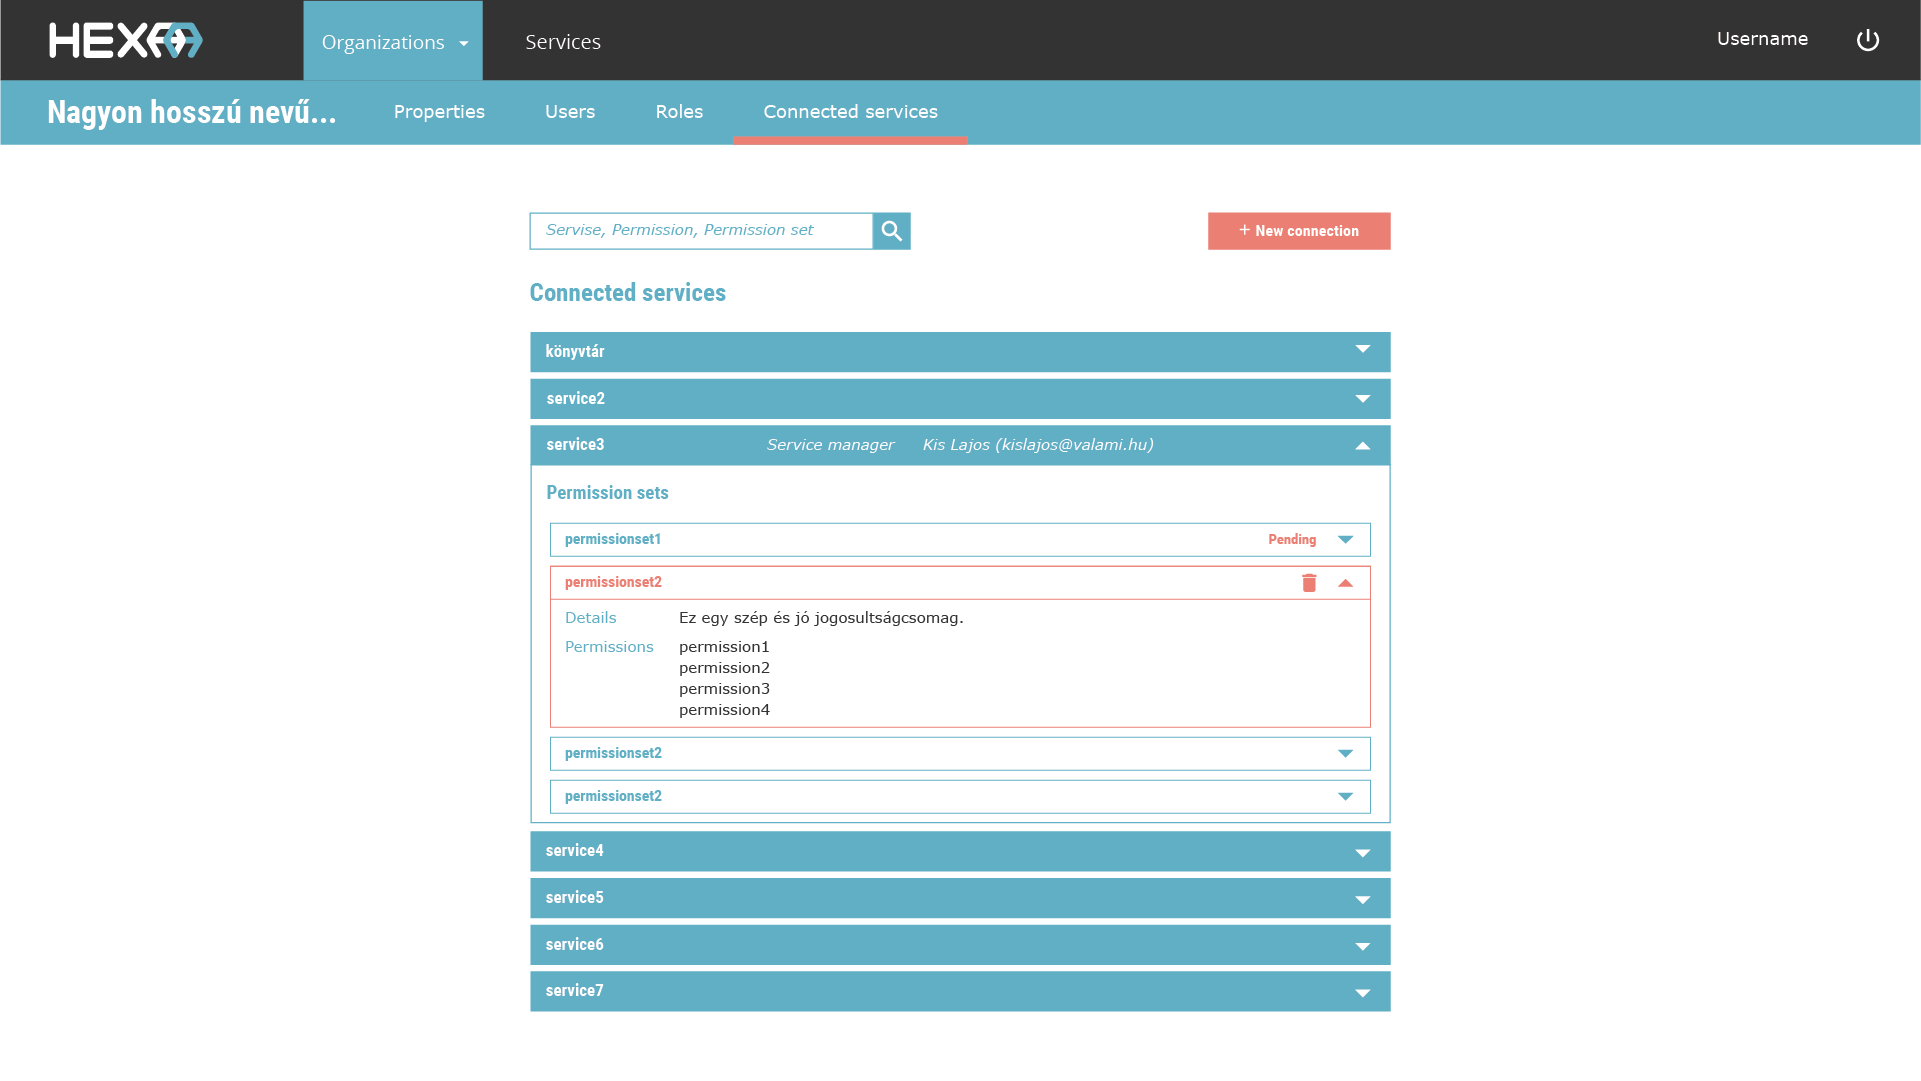 HEXAA
Organizations
Services
Username
Nagyon hosszú nevű...
Properties
Users
Roles
Connected services
Servise, Permission, Permission set
+ New connection
Connected services
könyvtár
service2
service3 Service manager Kis Lajos (kislajos@valami.hu)
Permission sets
permissionset1 Pending
permissionset2
Details Ez egy szép és jó jogosultságcsomag.
Permissions permission1
permission2
permission3
permission4
permissionset2
permissionset2
service4
service5
service6
service7